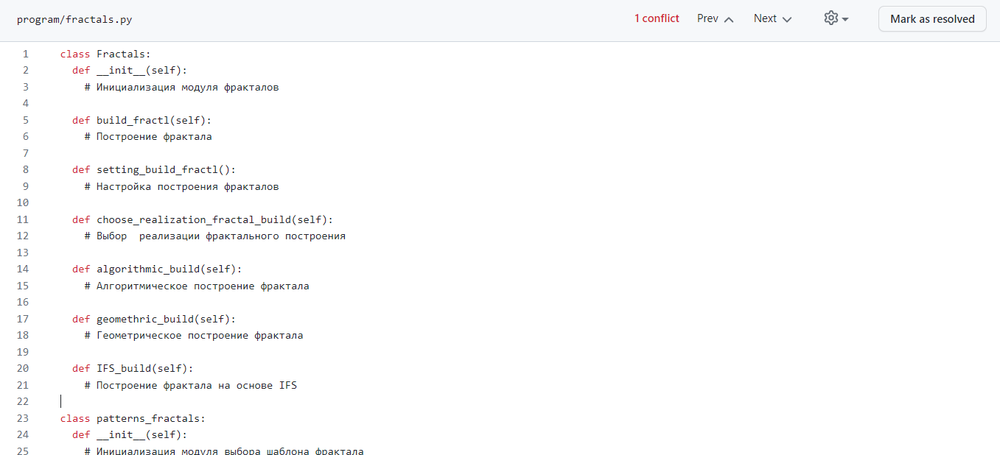 program/fractals.py 1 conflict Prev Next Mark as resolved
1 class Fractals:
2 def __init__(self):
3 # Инициализация модуля фракталов
4
5 def build_fractl(self):
6 # Построение фрактала
7
8 def setting_build_fractl():
9 # Настройка построения фракталов
10
11 def choose_realization_fractal_build(self):
12 # Выбор  реализации фрактального построения
13
14 def algorithmic_build(self):
15 # Алгоритмическое построение фрактала
16
17 def geomethric_build(self):
18 # Геометрическое построение фрактала
19
20 def IFS_build(self):
21 # Построение фрактала на основе IFS
22
23 class patterns_fractals:
24 def __init__(self):
25 # Инициализация модуля выбора шаблона фрактала